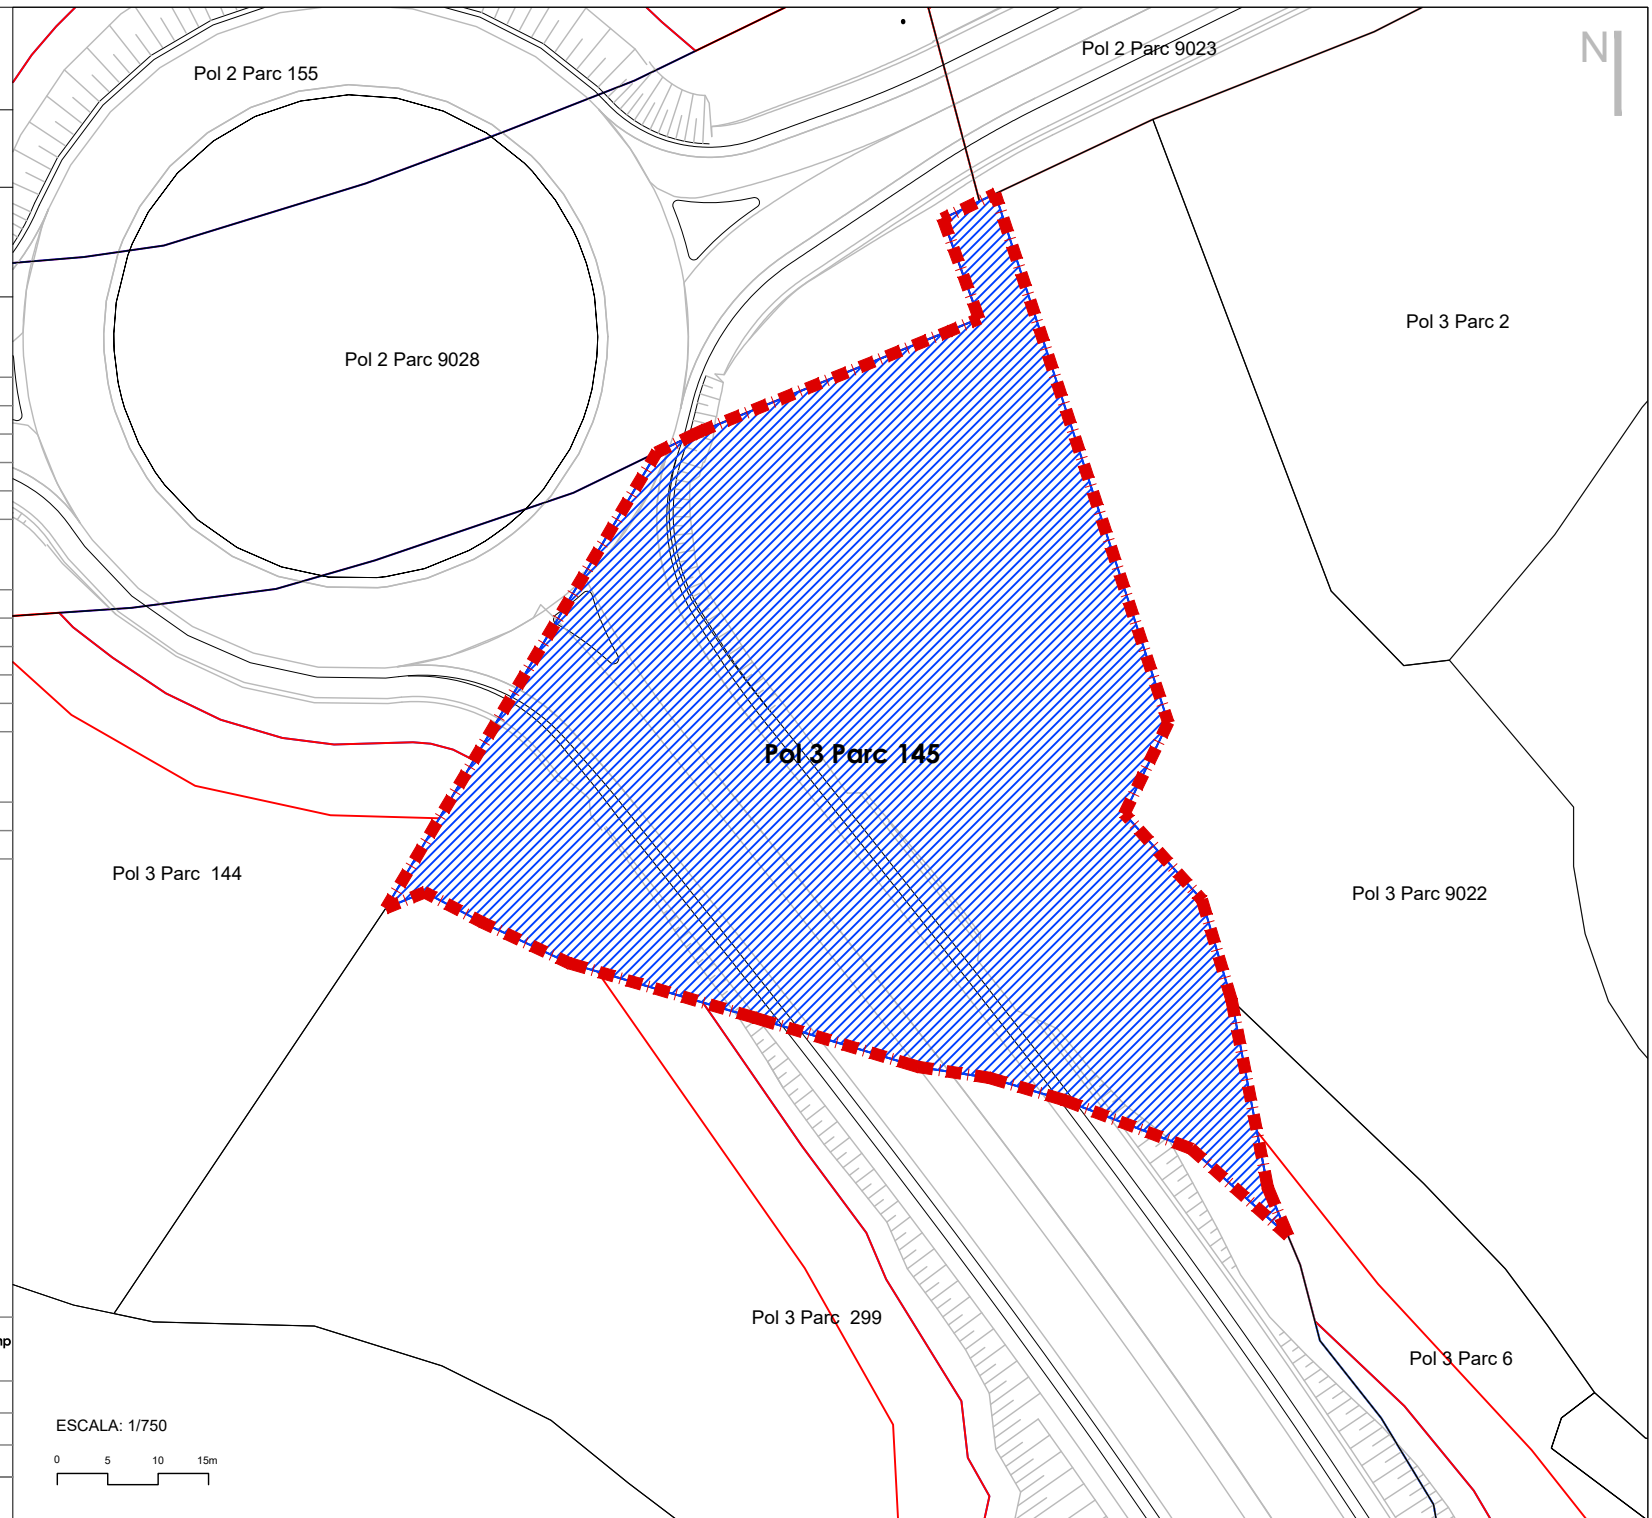 Pol 2 Parc 9023
N
Pol 2 Parc 155
Pol 3 Parc 2
Pol 2 Parc 9028
Pol 3 Parc 145
Pol 3 Parc 144
Pol 3 Parc 9022
Pol 3 Parc 299
Pol 3 Parc 6
ESCALA: 1/750
0 5 10 15m